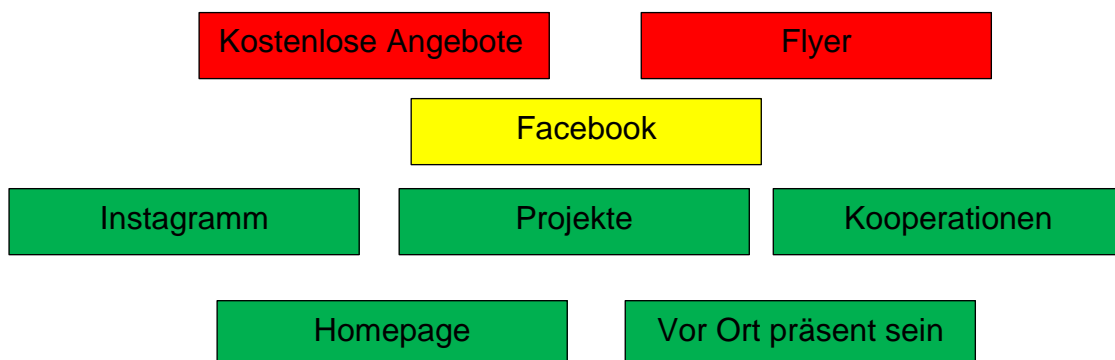 Kostenlose Angebote
Flyer
Facebook
Instagramm
Projekte
Kooperationen
Homepage
Vor Ort präsent sein